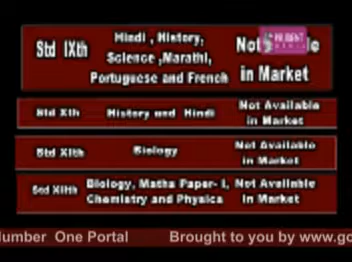 Std IXth
Hindi , History,
Science ,Marathi,
Portuguese and French
in Market
Std Xth
History and Hindi
Not Available
in Market
Std XIth
Biology
Not Available
in Market
Std XIIth
Biology, Maths Paper- I,
Chemistry and Physics
Not Available
in Market
Number One Portal Brought to you by www.go